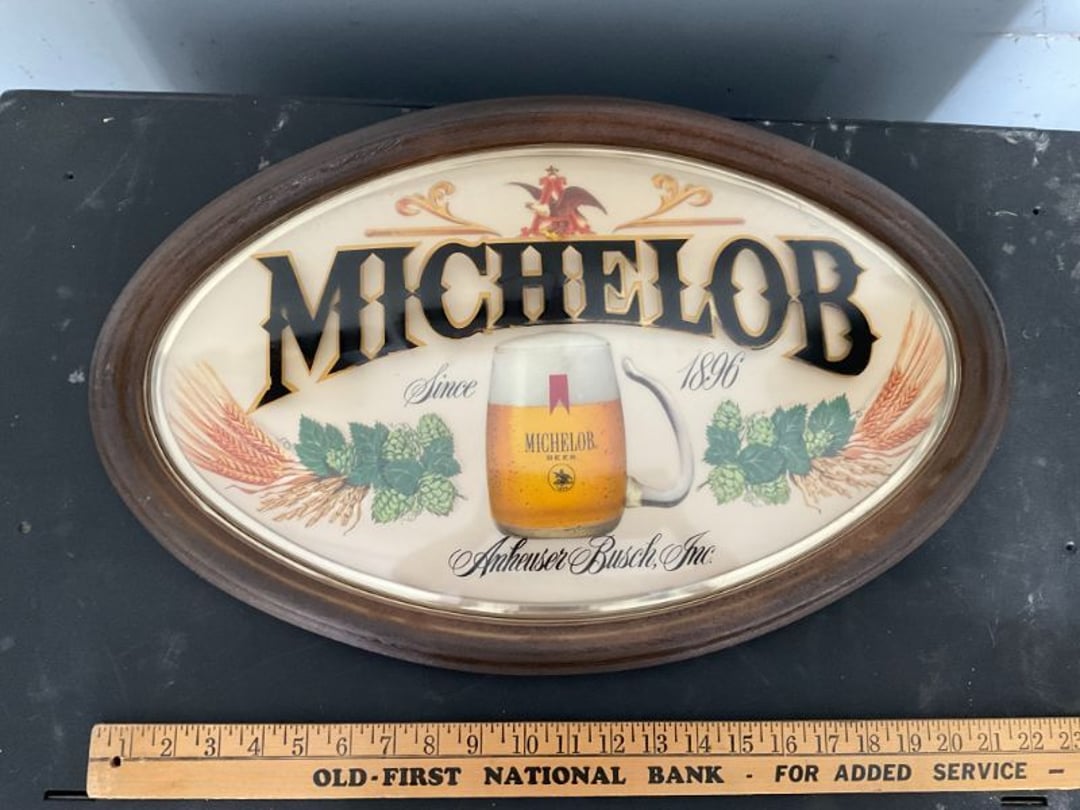 MICHELOB
Since 1896
MICHELOB
BEER
Anheuser Busch, Inc.
1 2 3 4 5 6 7 8 9 10 11 12 13 14 15 16 17 18 19 20 21 22 23
OLD-FIRST NATIONAL BANK - FOR ADDED SERVICE -